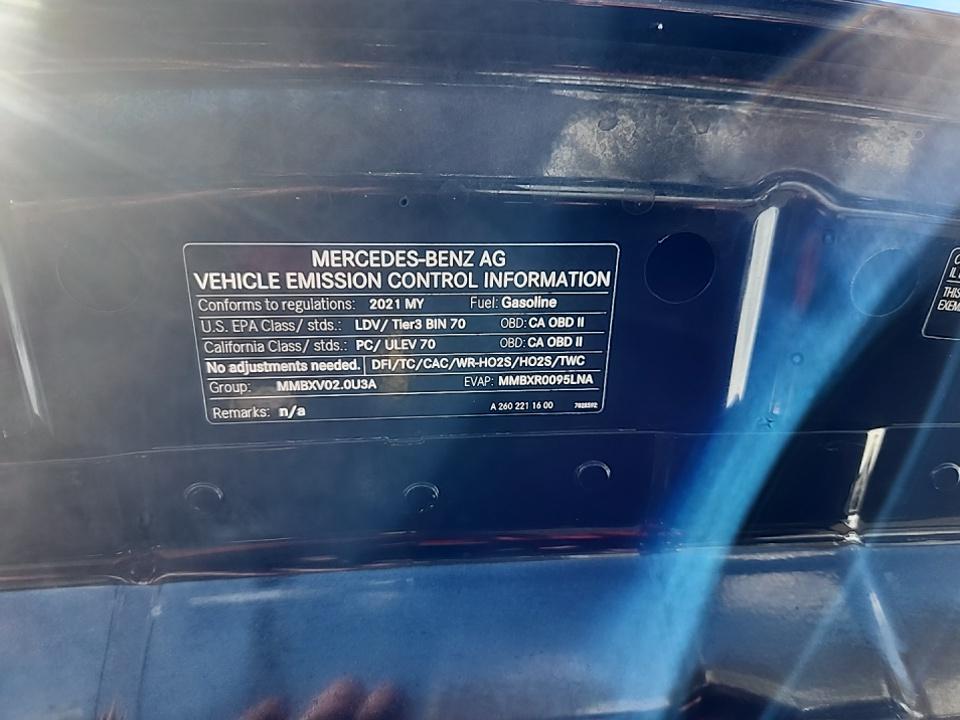 MERCEDES-BENZ AG
VEHICLE EMISSION CONTROL INFORMATION
Conforms to regulations: 2021 MY Fuel: Gasoline
U.S. EPA Class/ stds.: LDV/ Tier3 BIN 70 OBD: CA OBD II
California Class/ stds.: PC/ ULEV 70 OBD: CA OBD II
No adjustments needed. DFI/TC/CAC/WR-HO2S/HO2S/TWC
Group: MMBXV02.0U3A EVAP: MMBXR0095LNA
Remarks: n/a A 260 221 16 00
THIS